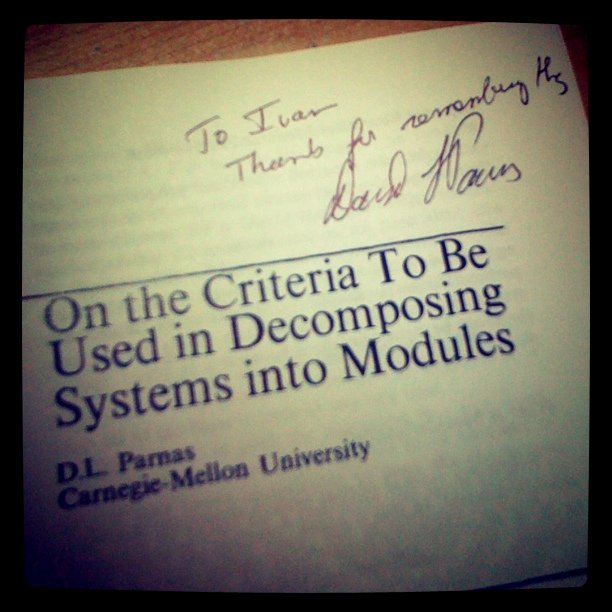 To Ivan
Thanks for remembering this
David L Parnas
On the Criteria To Be
Used in Decomposing
Systems into Modules
D.L. Parnas
Carnegie-Mellon University